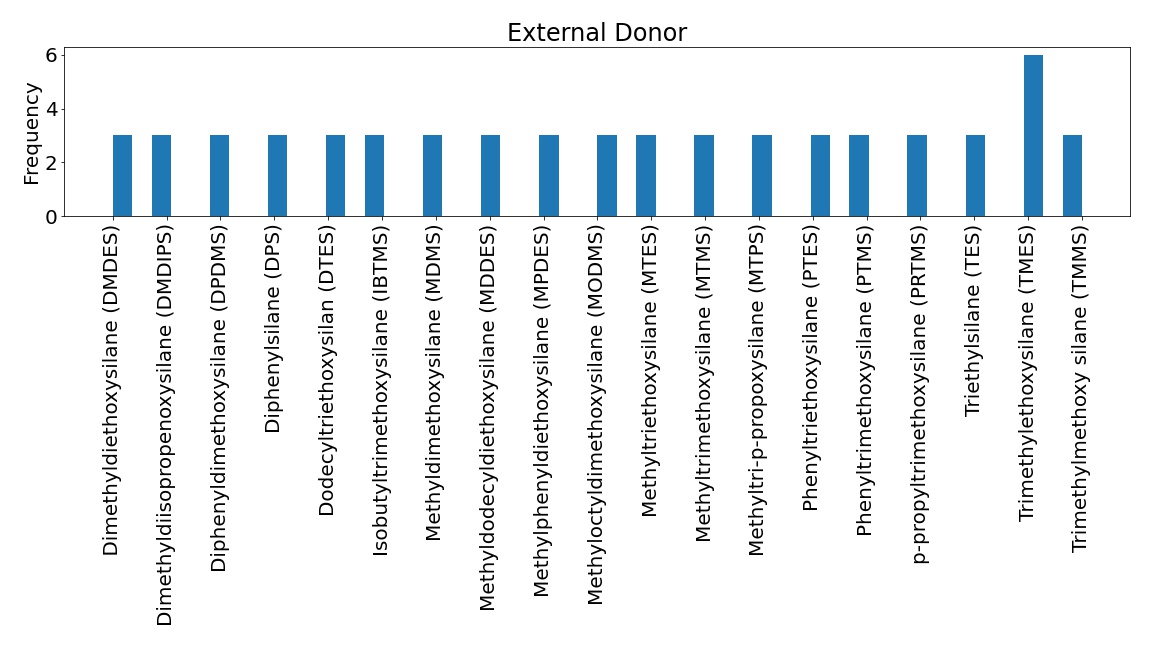 External Donor
Frequency
6
4
2
0
Dimethyldiethoxysilane (DMDES)
Dimethyldiisopropenoxysilane (DMDIPS)
Diphenyldimethoxysilane (DPDMS)
Diphenylsilane (DPS)
Dodecyltriethoxysilan (DTES)
Isobutyltrimethoxysilane (IBTMS)
Methyldimethoxysilane (MDMS)
Methyldodecyldiethoxysilane (MDDES)
Methylphenyldiethoxysilane (MPDES)
Methyloctyldimethoxysilane (MODMS)
Methyltriethoxysilane (MTES)
Methyltrimethoxysilane (MTMS)
Methyltri-p-propoxysilane (MTPS)
Phenyltriethoxysilane (PTES)
Phenyltrimethoxysilane (PTMS)
p-propyltrimethoxysilane (PRTMS)
Triethylsilane (TES)
Trimethylethoxysilane (TMES)
Trimethylmethoxy silane (TMMS)